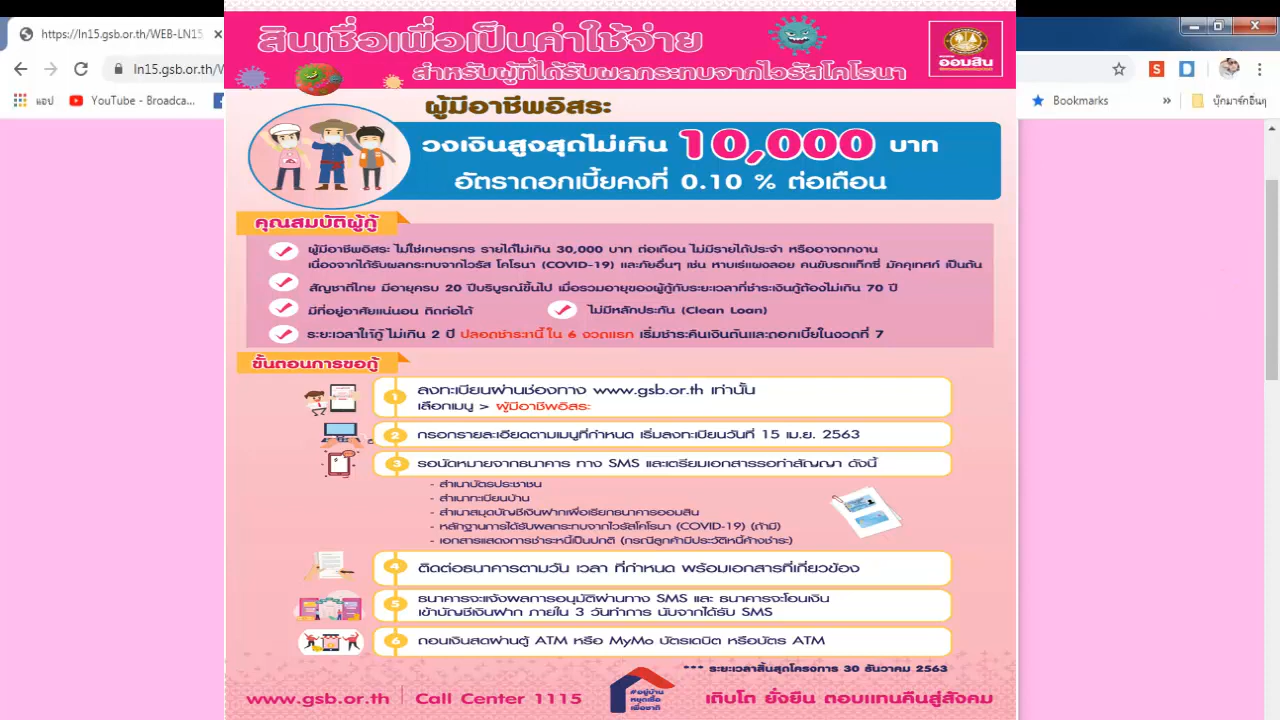 https://ln15.gsb.or.th/WEB-LN15
ln15.gsb.or.th/W
แอป
YouTube - Broadca...
Bookmarks
»
บุ๊กมาร์กอื่นๆ
สินเชื่อเพื่อเป็นค่าใช้จ่าย
สำหรับผู้ที่ได้รับผลกระทบจากไวรัสโคโรนา
ออมสิน
ผู้มีอาชีพอิสระ
วงเงินสูงสุดไม่เกิน 10,000 บาท
อัตราดอกเบี้ยคงที่ 0.10 % ต่อเดือน
คุณสมบัติผู้กู้
ผู้มีอาชีพอิสระ ไม่ใช่เกษตรกร รายได้ไม่เกิน 30,000 บาท ต่อเดือน ไม่มีรายได้ประจำ หรืออาจตกงาน
เนื่องจากได้รับผลกระทบจากไวรัส โคโรนา (COVID-19) และภัยอื่นๆ เช่น หาบเร่แผงลอย คนขับรถแท็กซี่ มัคคุเทศก์ เป็นต้น
สัญชาติไทย มีอายุครบ 20 ปีบริบูรณ์ขึ้นไป เมื่อรวมอายุของผู้กู้กับระยะเวลาที่ชำระเงินกู้ต้องไม่เกิน 70 ปี
มีที่อยู่อาศัยแน่นอน ติดต่อได้
ไม่มีหลักประกัน (Clean Loan)
ระยะเวลาให้กู้ ไม่เกิน 2 ปี ปลอดชำระหนี้ ใน 6 งวดแรก เริ่มชำระคืนเงินต้นและดอกเบี้ยในงวดที่ 7
ขั้นตอนการขอกู้
1 ลงทะเบียนผ่านช่องทาง www.gsb.or.th เท่านั้น
เลือกเมนู > ผู้มีอาชีพอิสระ
2 กรอกรายละเอียดตามเมนูที่กำหนด เริ่มลงทะเบียนวันที่ 15 เม.ย. 2563
3 รอนัดหมายจากธนาคาร ทาง SMS และเตรียมเอกสารรอทำสัญญา ดังนี้
- สำเนาบัตรประชาชน
- สำเนาทะเบียนบ้าน
- สำเนาสมุดบัญชีเงินฝากเผื่อเรียกธนาคารออมสิน
- หลักฐานการได้รับผลกระทบจากไวรัสโคโรนา (COVID-19) (ถ้ามี)
- เอกสารแสดงการชำระหนี้เป็นปกติ (กรณีลูกค้ามีประวัติหนี้ค้างชำระ)
4 ติดต่อธนาคารตามวัน เวลา ที่กำหนด พร้อมเอกสารที่เกี่ยวข้อง
5 ธนาคารจะแจ้งผลการอนุมัติผ่านทาง SMS และ ธนาคารจะโอนเงิน
เข้าบัญชีเงินฝาก ภายใน 3 วันทำการ นับจากได้รับ SMS
6 ถอนเงินสดผ่านตู้ ATM หรือ MyMo บัตรเดบิต หรือบัตร ATM
*** ระยะเวลาสิ้นสุดโครงการ 30 ธันวาคม 2563
www.gsb.or.th | Call Center 1115
#อยู่บ้าน
หยุดเชื้อ
เพื่อชาติ
เติบโต ยั่งยืน ตอบแทนคืนสู่สังคม